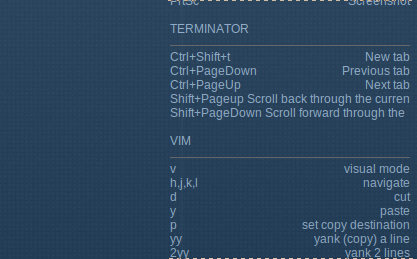 PrtSc Screenshot
TERMINATOR
Ctrl+Shift+t New tab
Ctrl+PageDown Previous tab
Ctrl+PageUp Next tab
Shift+Pageup Scroll back through the curren
Shift+PageDown Scroll forward through the
VIM
v visual mode
h,j,k,l navigate
d cut
y paste
p set copy destination
yy yank (copy) a line
2yy yank 2 lines